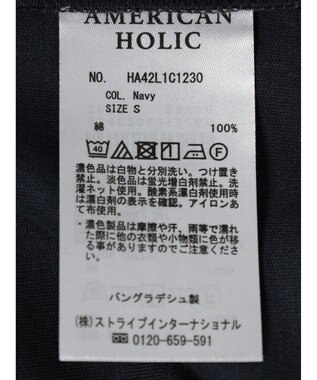 AMERICAN
HOLIC
NO. HA42L1C1230
COL. Navy
SIZE S
綿 100%
40 F
濃色品は白物と分別洗い。つけ置き
禁止。淡色品は蛍光増白剤禁止。洗
濯ネット使用。酸素系漂白剤使用時
は漂白剤の表示を確認。アイロンあ
て布使用。
・濃色製品は摩擦や汗、雨等で濡れ
た際に他の衣類や小物類に色が移
る事がありますのでご注意くださ
い。
バングラデシュ製
(株)ストライプインターナショナル
0120-659-591